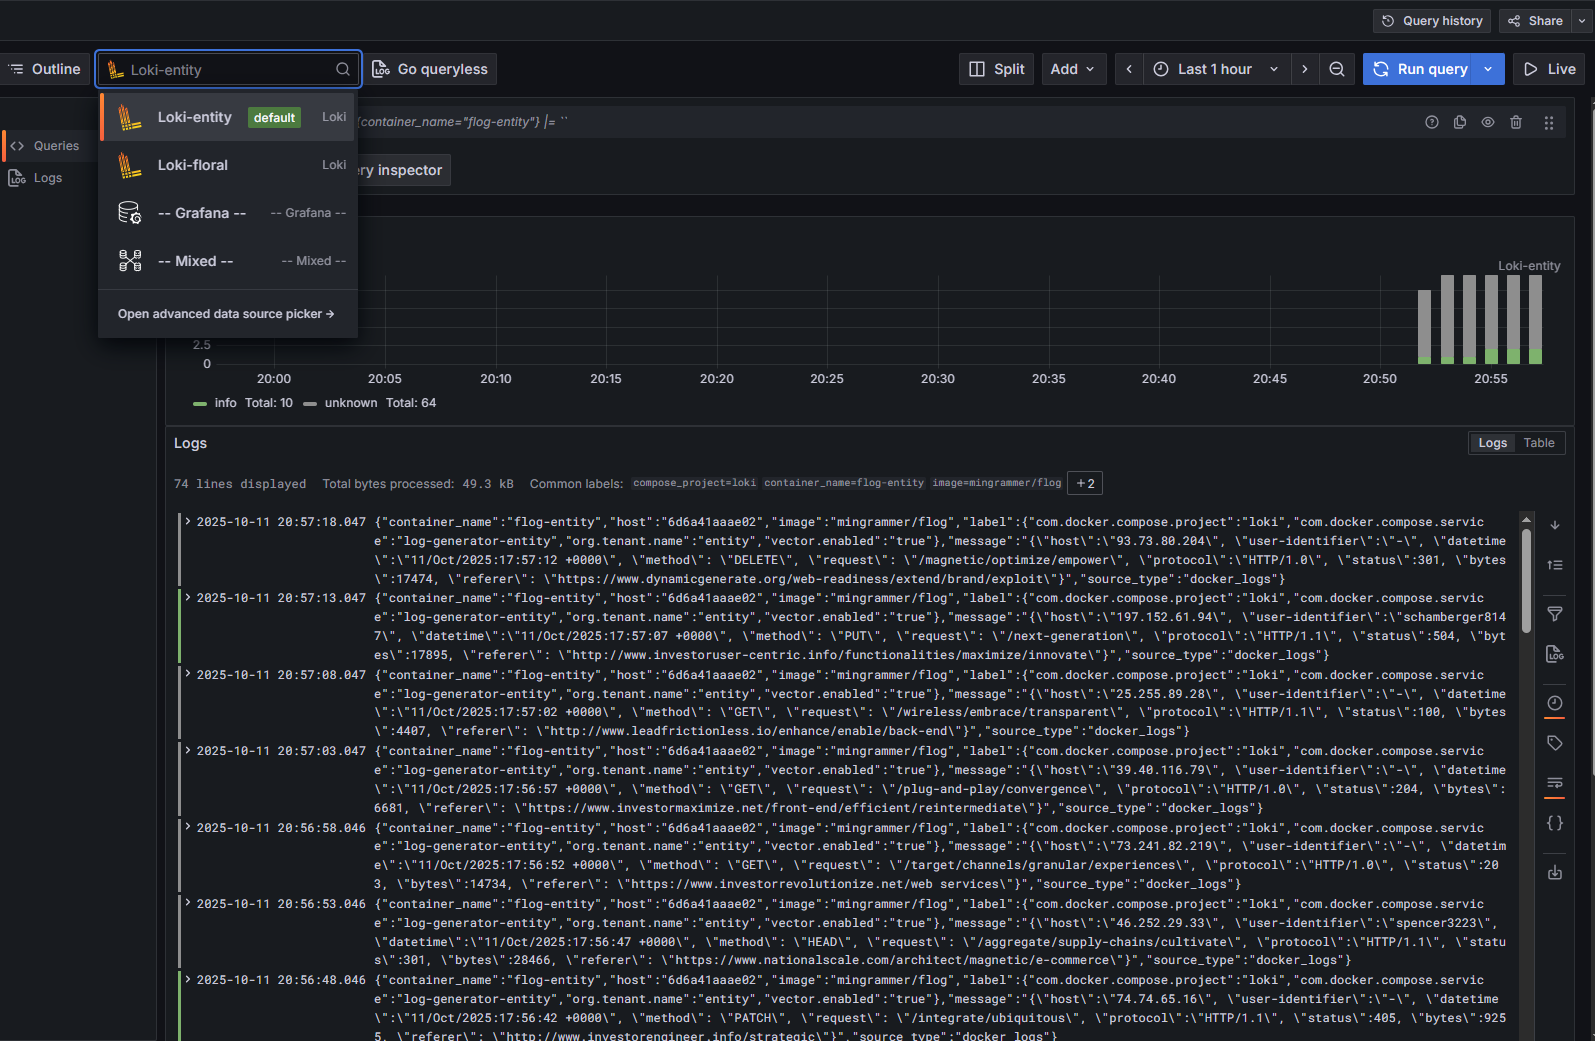 Query history
Share
Outline
Loki-entity
Go queryless
Split
Add
Last 1 hour
Run query
Live
Loki-entity default Loki
{container_name="flog-entity"} |= ``
Queries
Loki-floral Loki
ry inspector
Logs
-- Grafana -- -- Grafana --
-- Mixed -- -- Mixed --
Loki-entity
Open advanced data source picker →
2.5
0
20:00 20:05 20:10 20:15 20:20 20:25 20:30 20:35 20:40 20:45 20:50 20:55
info Total: 10 unknown Total: 64
Logs
Logs Table
74 lines displayed Total bytes processed: 49.3 kB Common labels: compose_project=loki container_name=flog-entity image=mingrammer/flog +2
2025-10-11 20:57:18.047 {"container_name":"flog-entity","host":"6d6a41aaae02","image":"mingrammer/flog","label":{"com.docker.compose.project":"loki","com.docker.compose.servic
e":"log-generator-entity","org.tenant.name":"entity","vector.enabled":"true"},"message":"{\"host\":\"93.73.80.204\", \"user-identifier\":\"-\", \"datetime
\":\"11/Oct/2025:17:57:12 +0000\", \"method\": \"DELETE\", \"request\": \"/magnetic/optimize/empower\", \"protocol\":\"HTTP/1.0\", \"status\":301, \"bytes
\":17474, \"referer\": \"https://www.dynamicgenerate.org/web-readiness/extend/brand/exploit\"}","source_type":"docker_logs"}
2025-10-11 20:57:13.047 {"container_name":"flog-entity","host":"6d6a41aaae02","image":"mingrammer/flog","label":{"com.docker.compose.project":"loki","com.docker.compose.servic
e":"log-generator-entity","org.tenant.name":"entity","vector.enabled":"true"},"message":"{\"host\":\"197.152.61.94\", \"user-identifier\":\"schamberger814
7\", \"datetime\":\"11/Oct/2025:17:57:07 +0000\", \"method\": \"PUT\", \"request\": \"/next-generation\", \"protocol\":\"HTTP/1.1\", \"status\":504, \"byt
es\":17895, \"referer\": \"http://www.investoruser-centric.info/functionalities/maximize/innovate\"}","source_type":"docker_logs"}
2025-10-11 20:57:08.047 {"container_name":"flog-entity","host":"6d6a41aaae02","image":"mingrammer/flog","label":{"com.docker.compose.project":"loki","com.docker.compose.servic
e":"log-generator-entity","org.tenant.name":"entity","vector.enabled":"true"},"message":"{\"host\":\"25.255.89.28\", \"user-identifier\":\"-\", \"datetime
\":\"11/Oct/2025:17:57:02 +0000\", \"method\": \"GET\", \"request\": \"/wireless/embrace/transparent\", \"protocol\":\"HTTP/1.1\", \"status\":100, \"bytes
\":4407, \"referer\": \"http://www.leadfrictionless.io/enhance/enable/back-end\"}","source_type":"docker_logs"}
2025-10-11 20:57:03.047 {"container_name":"flog-entity","host":"6d6a41aaae02","image":"mingrammer/flog","label":{"com.docker.compose.project":"loki","com.docker.compose.servic
e":"log-generator-entity","org.tenant.name":"entity","vector.enabled":"true"},"message":"{\"host\":\"39.40.116.79\", \"user-identifier\":\"-\", \"datetime
\":\"11/Oct/2025:17:56:57 +0000\", \"method\": \"GET\", \"request\": \"/plug-and-play/convergence\", \"protocol\":\"HTTP/1.0\", \"status\":204, \"bytes\":
6681, \"referer\": \"https://www.investormaximize.net/front-end/efficient/reintermediate\"}","source_type":"docker_logs"}
2025-10-11 20:56:58.046 {"container_name":"flog-entity","host":"6d6a41aaae02","image":"mingrammer/flog","label":{"com.docker.compose.project":"loki","com.docker.compose.servic
e":"log-generator-entity","org.tenant.name":"entity","vector.enabled":"true"},"message":"{\"host\":\"73.241.82.219\", \"user-identifier\":\"-\", \"datetim
e\":\"11/Oct/2025:17:56:52 +0000\", \"method\": \"GET\", \"request\": \"/target/channels/granular/experiences\", \"protocol\":\"HTTP/1.0\", \"status\":20
3, \"bytes\":14734, \"referer\": \"https://www.investorrevolutionize.net/web services\"}","source_type":"docker_logs"}
2025-10-11 20:56:53.046 {"container_name":"flog-entity","host":"6d6a41aaae02","image":"mingrammer/flog","label":{"com.docker.compose.project":"loki","com.docker.compose.servic
e":"log-generator-entity","org.tenant.name":"entity","vector.enabled":"true"},"message":"{\"host\":\"46.252.29.33\", \"user-identifier\":\"spencer3223\",
\"datetime\":\"11/Oct/2025:17:56:47 +0000\", \"method\": \"HEAD\", \"request\": \"/aggregate/supply-chains/cultivate\", \"protocol\":\"HTTP/1.1\", \"statu
s\":301, \"bytes\":28466, \"referer\": \"https://www.nationalscale.com/architect/magnetic/e-commerce\"}","source_type":"docker_logs"}
2025-10-11 20:56:48.046 {"container_name":"flog-entity","host":"6d6a41aaae02","image":"mingrammer/flog","label":{"com.docker.compose.project":"loki","com.docker.compose.servic
e":"log-generator-entity","org.tenant.name":"entity","vector.enabled":"true"},"message":"{\"host\":\"74.74.65.16\", \"user-identifier\":\"-\", \"datetime
\":\"11/Oct/2025:17:56:42 +0000\", \"method\": \"PATCH\", \"request\": \"/integrate/ubiquitous\", \"protocol\":\"HTTP/1.1\", \"status\":405, \"bytes\":925
5, \"referer\": \"http://www.investorengineer.info/strategic\"}","source_type":"docker_logs"}